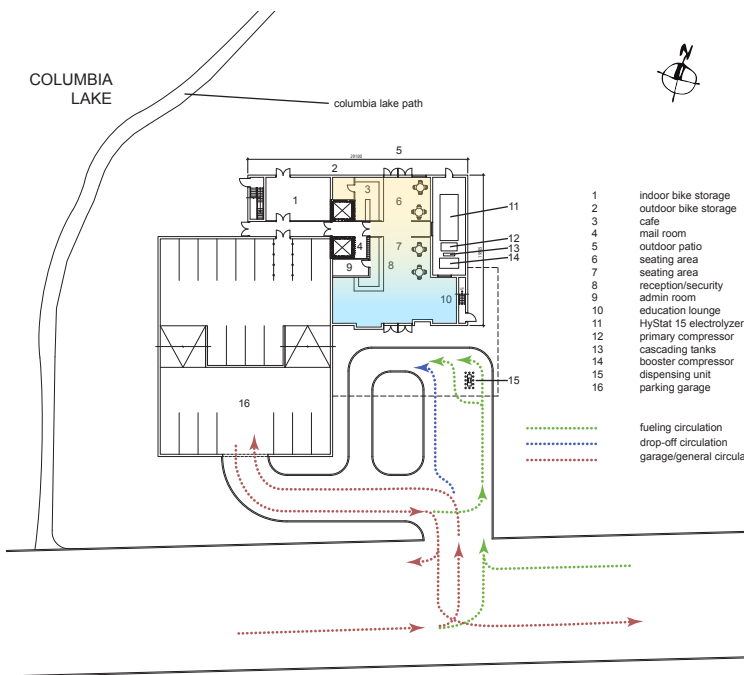 N
COLUMBIA
LAKE
columbia lake path
5
2
1
3
6
4
7
9
8
10
11
12
13
14
15
16
1 indoor bike storage
2 outdoor bike storage
3 cafe
4 mail room
5 outdoor patio
6 seating area
7 seating area
8 reception/security
9 admin room
10 education lounge
11 HyStat 15 electrolyzer
12 primary compressor
13 cascading tanks
14 booster compressor
15 dispensing unit
16 parking garage
fueling circulation
drop-off circulation
garage/general circula